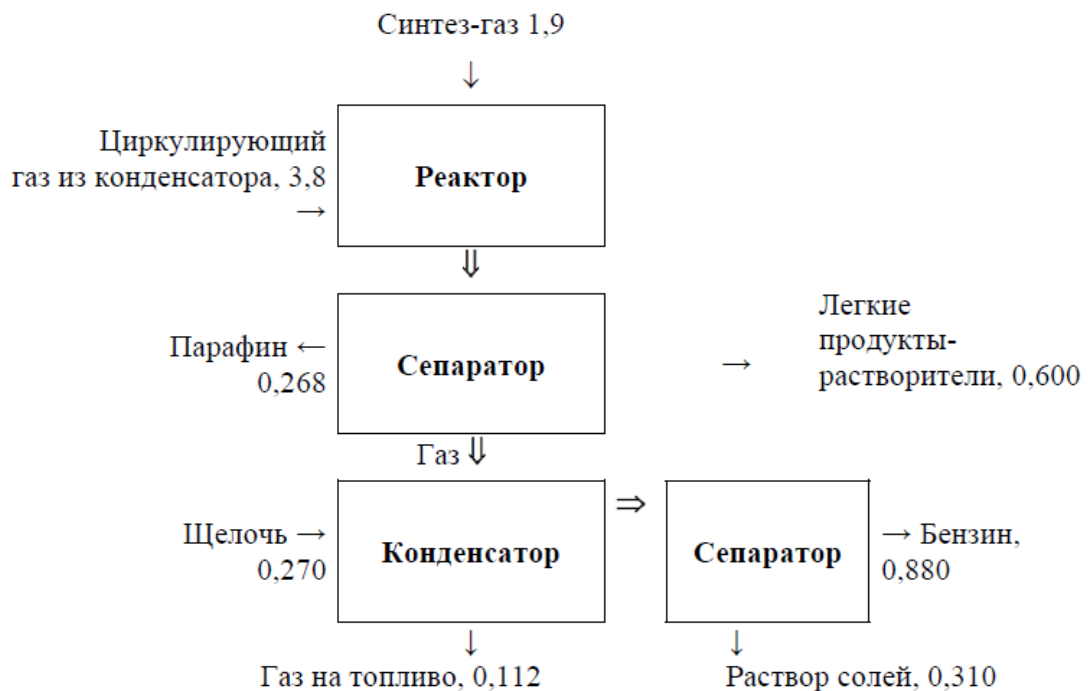 Синтез-газ 1,9
↓
Циркулирующий
газ из конденсатора, 3,8
→
Реактор
⇓
Парафин ←
0,268
Сепаратор
→
Легкие
продукты-
растворители, 0,600
Газ ⇓
Щелочь →
0,270
Конденсатор
⇒
Сепаратор
→ Бензин,
0,880
↓
Газ на топливо, 0,112
↓
Раствор солей, 0,310